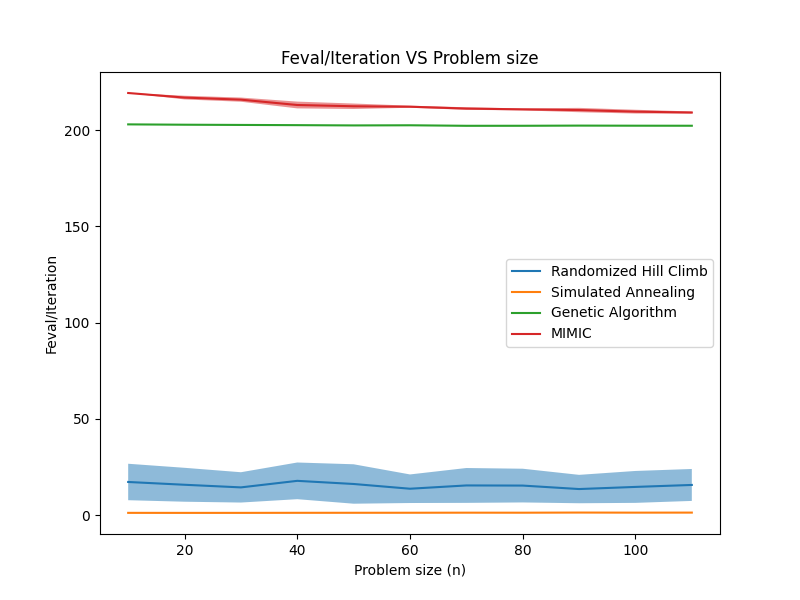 Feval/Iteration VS Problem size
Feval/Iteration
200
150
100
50
0
Randomized Hill Climb
Simulated Annealing
Genetic Algorithm
MIMIC
20 40 60 80 100
Problem size (n)